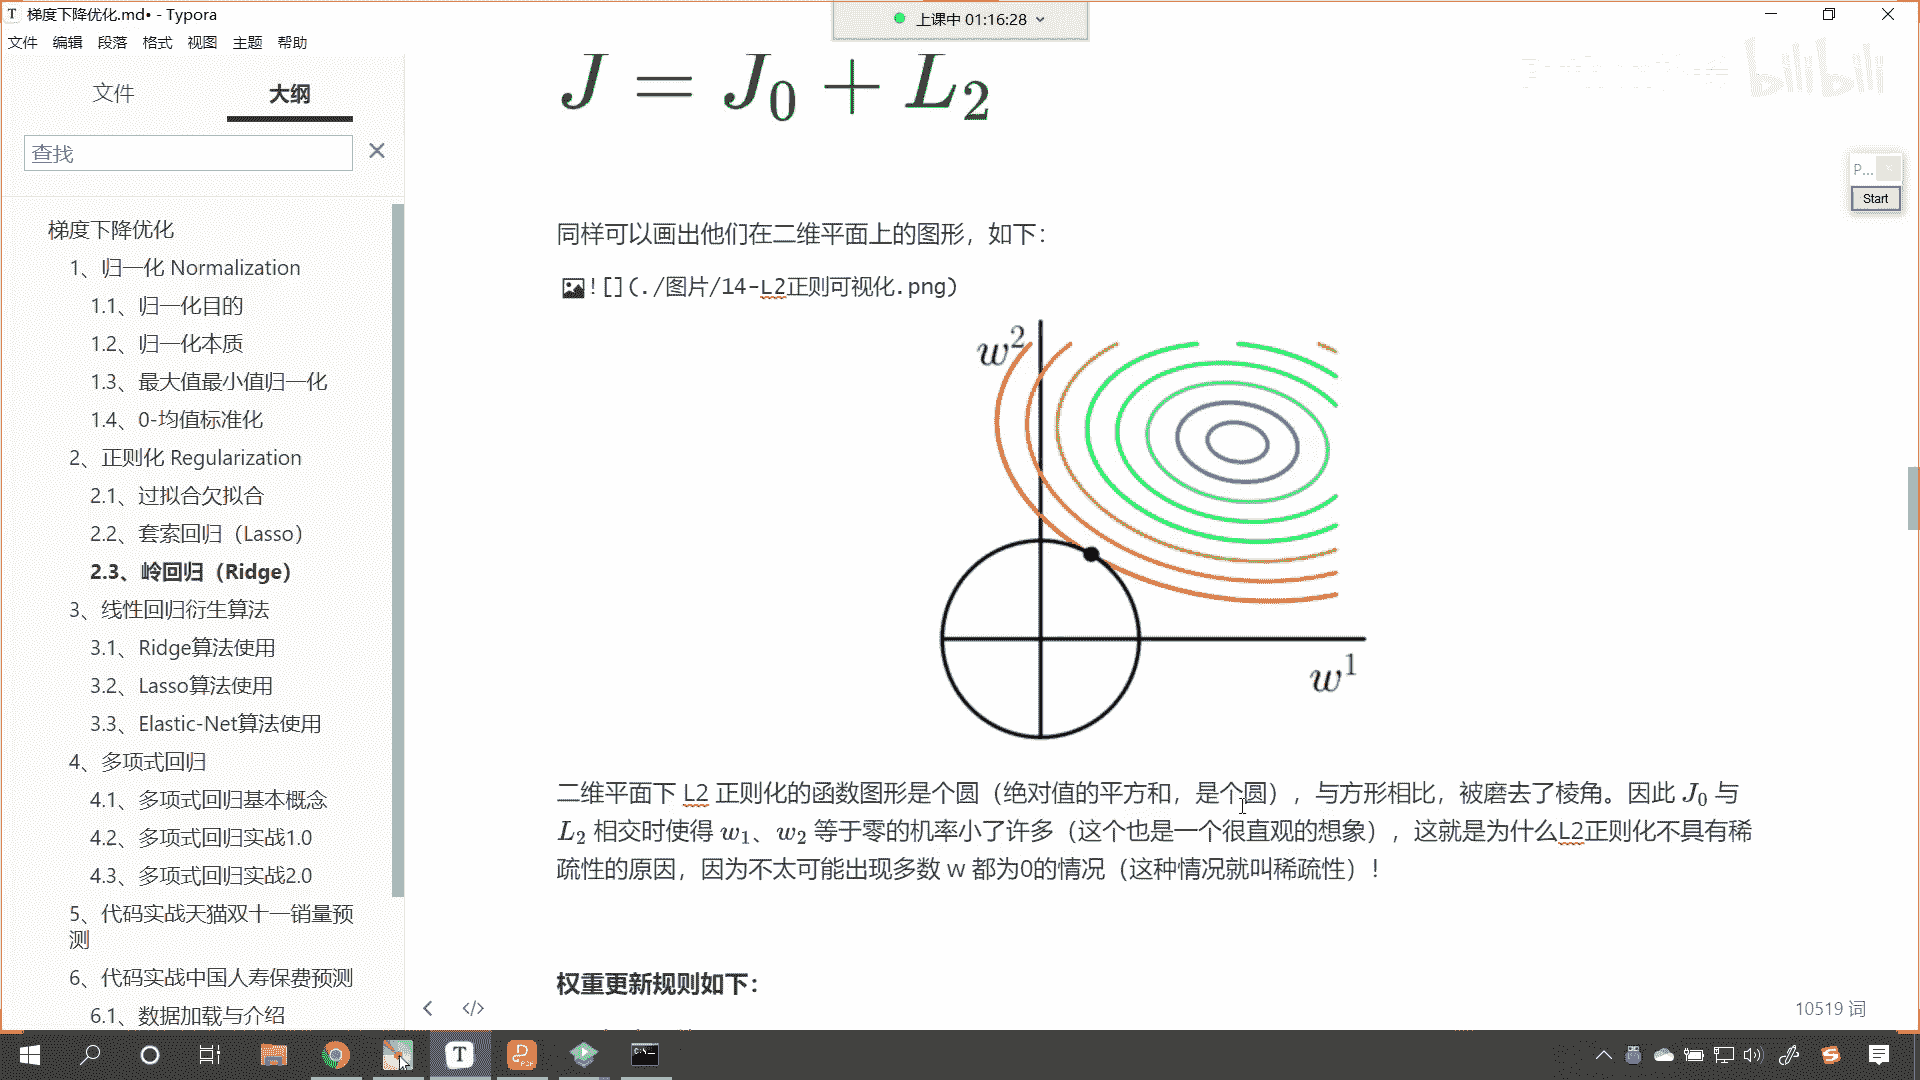 梯度下降优化.md• - Typora
上课中 01:16:28
文件 编辑 段落 格式 视图 主题 帮助
文件 大纲
查找
梯度下降优化
1、归一化 Normalization
1.1、归一化目的
1.2、归一化本质
1.3、最大值最小值归一化
1.4、0-均值标准化
2、正则化 Regularization
2.1、过拟合欠拟合
2.2、套索回归（Lasso）
2.3、岭回归（Ridge）
3、线性回归衍生算法
3.1、Ridge算法使用
3.2、Lasso算法使用
3.3、Elastic-Net算法使用
4、多项式回归
4.1、多项式回归基本概念
4.2、多项式回归实战1.0
4.3、多项式回归实战2.0
5、代码实战天猫双十一销量预
测
6、代码实战中国人寿保费预测
6.1、数据加载与介绍
J = J₀ + L₂
同样可以画出他们在二维平面上的图形，如下：
![](./图片/14-L2正则可视化.png)
w²
w¹
二维平面下 L2 正则化的函数图形是个圆（绝对值的平方和，是个圆），与方形相比，被磨去了棱角。因此 J₀ 与
L₂ 相交时使得 w₁、w₂ 等于零的机率小了许多（这个也是一个很直观的想象），这就是为什么L2正则化不具有稀
疏性的原因，因为不太可能出现多数 w 都为0的情况（这种情况就叫稀疏性）！
权重更新规则如下：
10519 词
bilibili
P...
Start